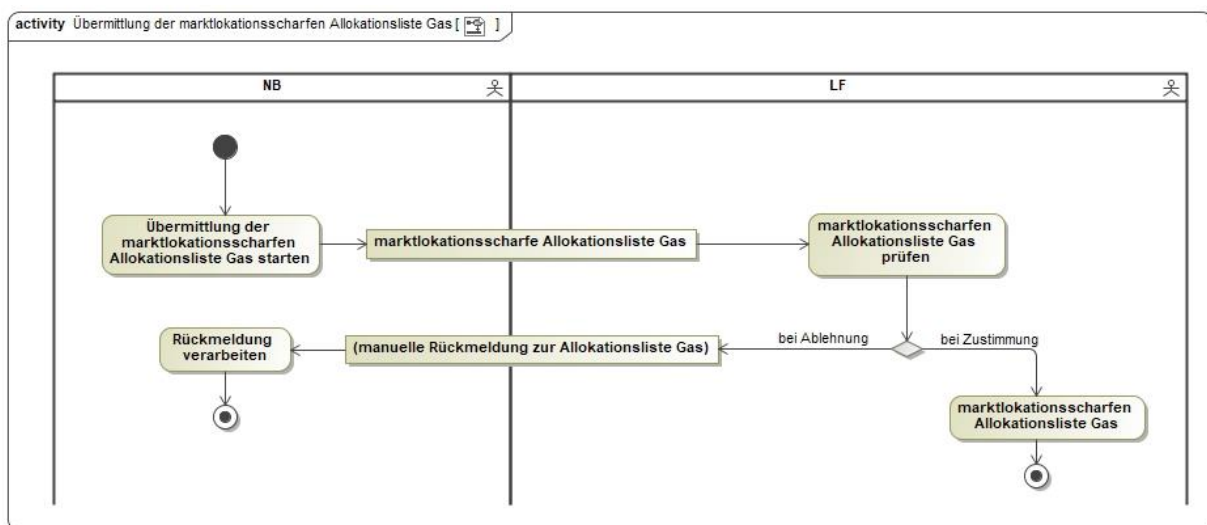 activity Übermittlung der marktlokationsscharfen Allokationsliste Gas [ ]
NB
LF
Übermittlung der
marktlokationsscharfen
Allokationsliste Gas starten
marktlokationsscharfe Allokationsliste Gas
marktlokationsscharfen
Allokationsliste Gas
prüfen
Rückmeldung
verarbeiten
(manuelle Rückmeldung zur Allokationsliste Gas)
bei Ablehnung
bei Zustimmung
marktlokationsscharfen
Allokationsliste Gas